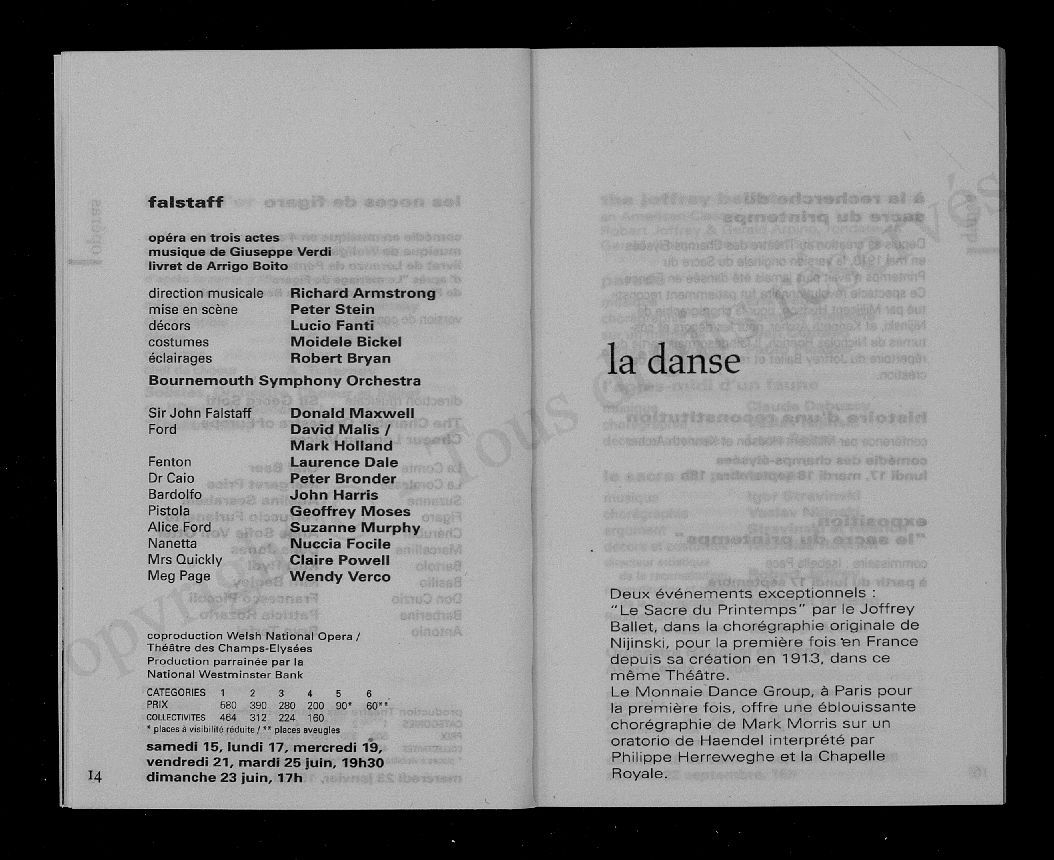 falstaff
opéra en trois actes
musique de Giuseppe Verdi
livret de Arrigo Boito
direction musicale Richard Armstrong
mise en scène Peter Stein
décors Lucio Fanti
costumes Moidele Bickel
éclairages Robert Bryan
Bournemouth Symphony Orchestra
Sir John Falstaff Donald Maxwell
Ford David Malis /
Mark Holland
Fenton Laurence Dale
Dr Caio Peter Bronder
Bardolfo John Harris
Pistola Geoffrey Moses
Alice Ford Suzanne Murphy
Nanetta Nuccia Focile
Mrs Quickly Claire Powell
Meg Page Wendy Verco
coproduction Welsh National Opera /
Théâtre des Champs-Elysées
Production parrainée par la
National Westminster Bank
CATEGORIES 1 2 3 4 5 6
PRIX 580 390 280 200 90* 60**
COLLECTIVITES 464 312 224 160
* places à visibilité réduite / ** places aveugles
samedi 15, lundi 17, mercredi 19,
vendredi 21, mardi 25 juin, 19h30
dimanche 23 juin, 17h
14
la danse
Deux événements exceptionnels :
"Le Sacre du Printemps" par le Joffrey
Ballet, dans la chorégraphie originale de
Nijinski, pour la première fois en France
depuis sa création en 1913, dans ce
même Théâtre.
Le Monnaie Dance Group, à Paris pour
la première fois, offre une éblouissante
chorégraphie de Mark Morris sur un
oratorio de Haendel interprété par
Philippe Herreweghe et la Chapelle
Royale.